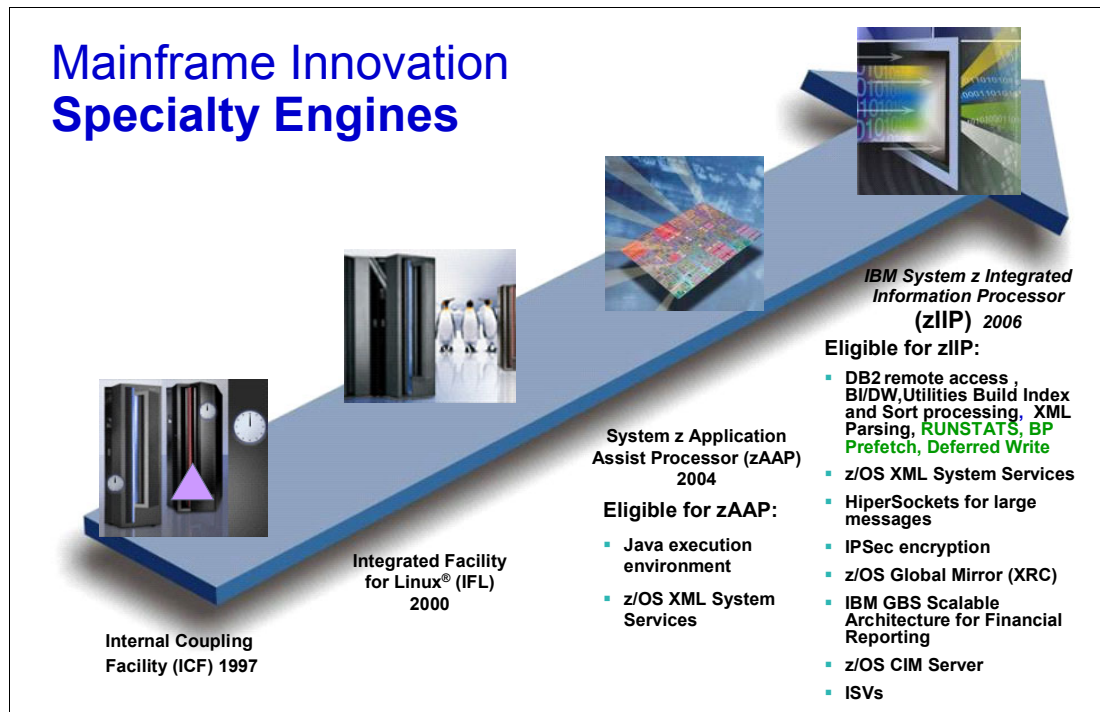 Mainframe Innovation
Specialty Engines
Internal Coupling
Facility (ICF) 1997
Integrated Facility
for Linux® (IFL)
2000
System z Application
Assist Processor (zAAP)
2004
Eligible for zAAP:
▪ Java execution
environment
▪ z/OS XML System
Services
IBM System z Integrated
Information Processor
(zIIP) 2006
Eligible for zIIP:
▪ DB2 remote access ,
BI/DW,Utilities Build Index
and Sort processing, XML
Parsing, RUNSTATS, BP
Prefetch, Deferred Write
▪ z/OS XML System Services
▪ HiperSockets for large
messages
▪ IPSec encryption
▪ z/OS Global Mirror (XRC)
▪ IBM GBS Scalable
Architecture for Financial
Reporting
▪ z/OS CIM Server
▪ ISVs